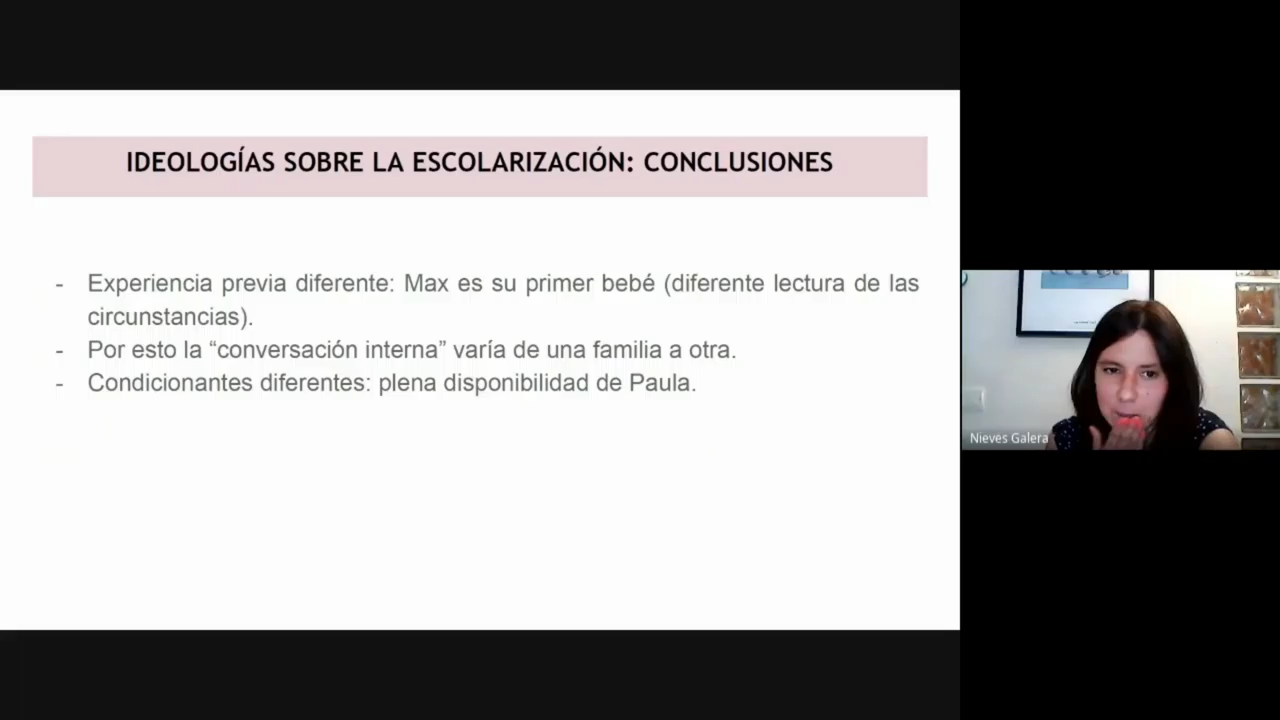 IDEOLOGÍAS SOBRE LA ESCOLARIZACIÓN: CONCLUSIONES
- Experiencia previa diferente: Max es su primer bebé (diferente lectura de las
circunstancias).
- Por esto la “conversación interna” varía de una familia a otra.
- Condicionantes diferentes: plena disponibilidad de Paula.
Nieves Galera